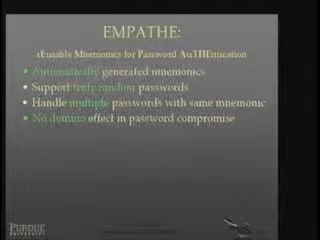 EMPATHE:
rEusable Mnemonics for Password AuTHEntication
Automatically generated mnemonics
Support truly random passwords
Handle multiple passwords with same mnemonic
No domino effect in password compromise
PURDUE
UNIVERSITY